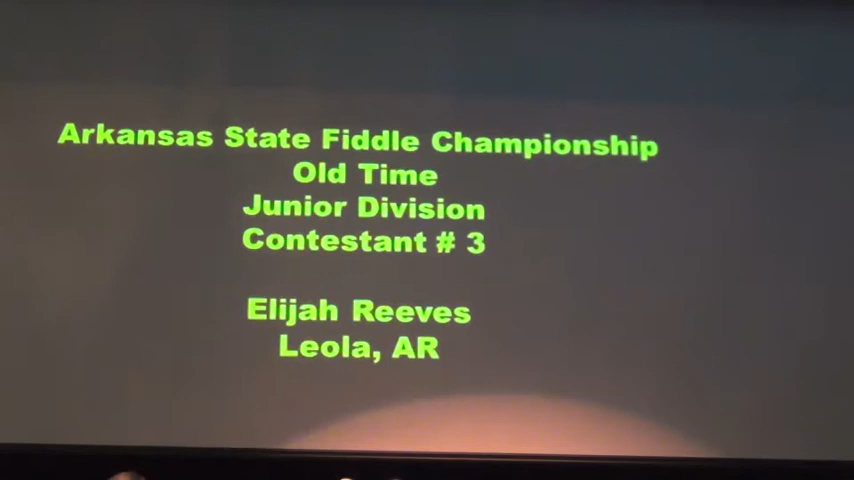 Arkansas State Fiddle Championship
Old Time
Junior Division
Contestant # 3
Elijah Reeves
Leola, AR